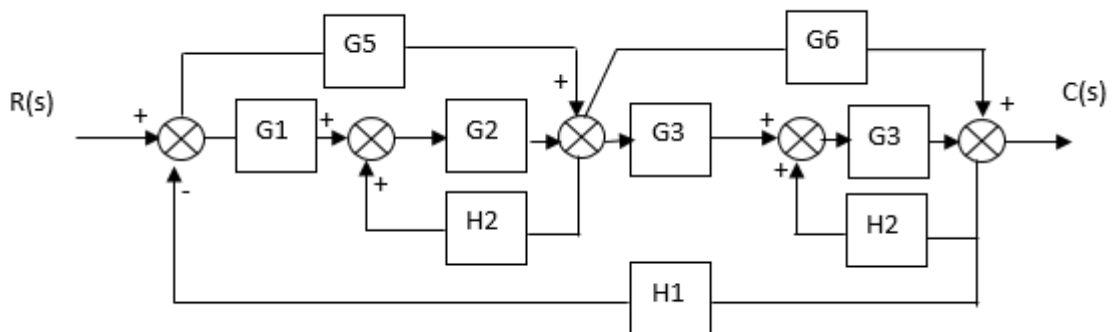 G5
G6
R(s)
C(s)
+
+
+
+
G1
+
G2
G3
+
G3
-
+
+
H2
H2
H1